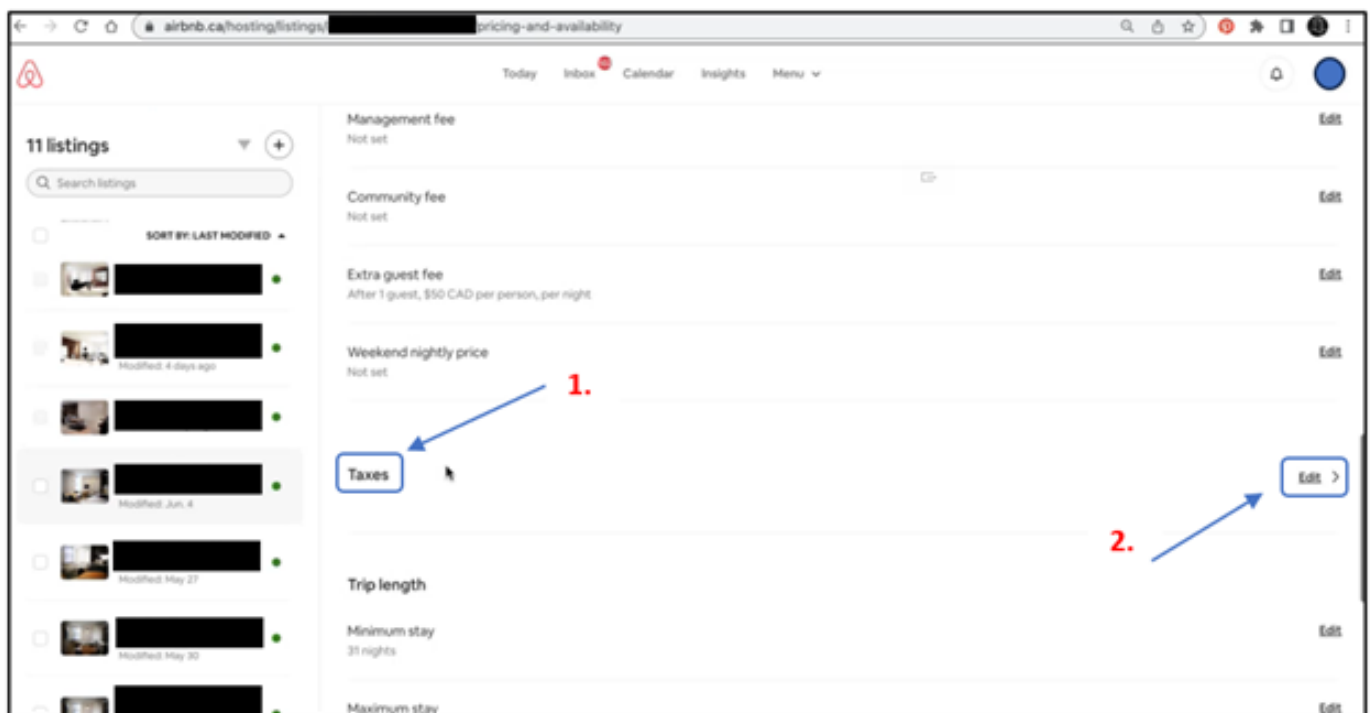 airbnb.ca/hosting/listings/ pricing-and-availability
Today Inbox Calendar Insights Menu
11 listings
Search listings
SORT BY: LAST MODIFIED
Modified: 4 days ago
Modified: Jun. 4
Modified: May 27
Modified: May 30
Management fee Edit
Not set
Community fee Edit
Not set
Extra guest fee Edit
After 1 guest, $50 CAD per person, per night
Weekend nightly price Edit
Not set
1.
Taxes Edit
2.
Trip length
Minimum stay Edit
31 nights
Maximum stay Edit